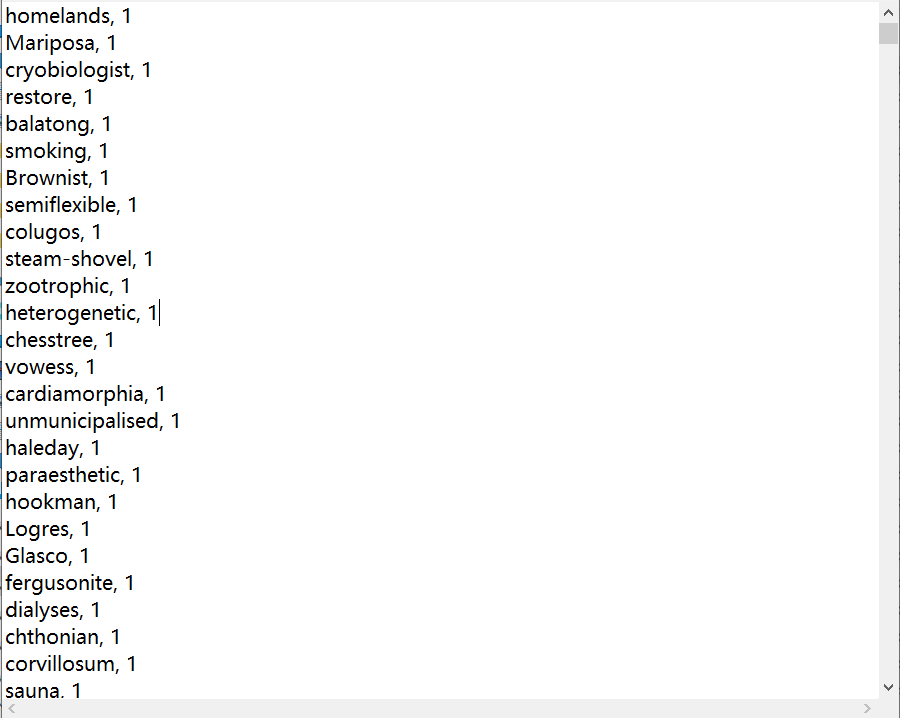 homelands, 1
Mariposa, 1
cryobiologist, 1
restore, 1
balatong, 1
smoking, 1
Brownist, 1
semiflexible, 1
colugos, 1
steam-shovel, 1
zootrophic, 1
heterogenetic, 1
chesstree, 1
vowess, 1
cardiamorphia, 1
unmunicipalised, 1
haleday, 1
paraesthetic, 1
hookman, 1
Logres, 1
Glasco, 1
fergusonite, 1
dialyses, 1
chthonian, 1
corvillosum, 1
sauna, 1